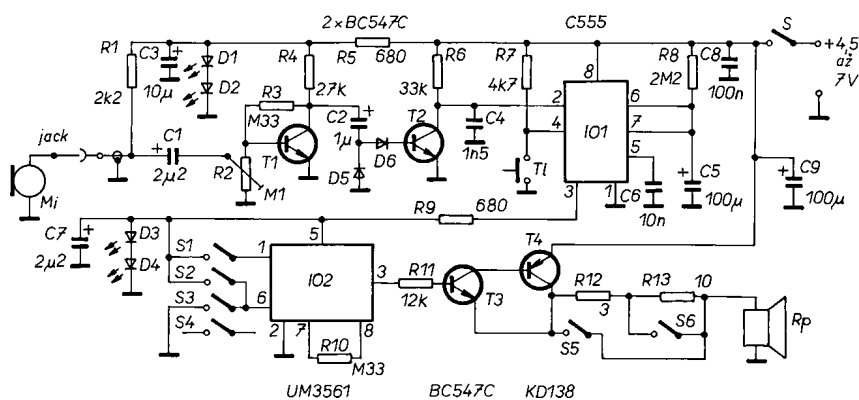 2×BC547C
C555
R1
C3
+
D1
D2
R4
R5
680
R6
R7
R8
C8
S
+4,5
až
7V
10µ
2k2
R3
27K
M33
33k
4k7
2M2
100n
C2
+
1µ
T2
C4
1n5
8
2
4
6
7
5
IO1
3
1
jack
C1
+
2µ2
R2
T1
M1
D5
D6
Tl
C6
10n
C5
+
100µ
C9
+
100µ
Mi
R9
680
C7
+
2µ2
D3
D4
S1
S2
S3
S4
1
5
IO2
3
6
2
7
8
R10
M33
R11
12k
T3
T4
R12
3
R13
10
S5
S6
Rp
UM3561
BC547C
KD138